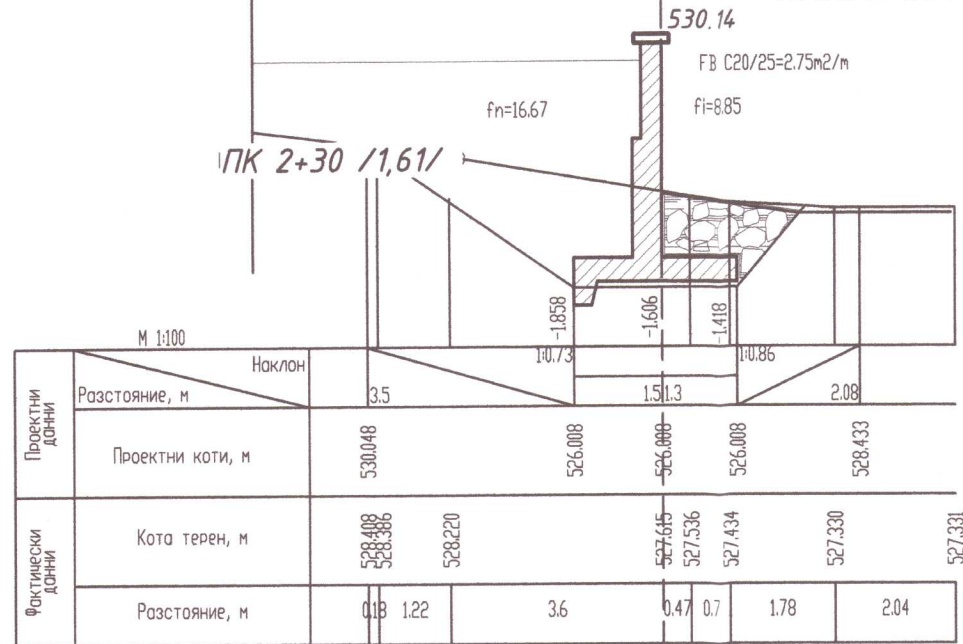 530.14
FB C20/25=2.75m2/m
fn=16.67
fi=8.85
ПК 2+30 /1,61/
-1.858
-1.606
-1.418
М 1:100
Наклон
1:0.73
1:0.86
Разстояние, м
3.5
1.5
1.3
2.08
Проектни данни
Проектни коти, м
530.048
526.008
526.008
526.008
528.433
Фактически данни
Кота терен, м
528.408
528.386
528.220
527.615
527.536
527.434
527.330
527.331
Разстояние, м
0.18
1.22
3.6
0.47
0.7
1.78
2.04